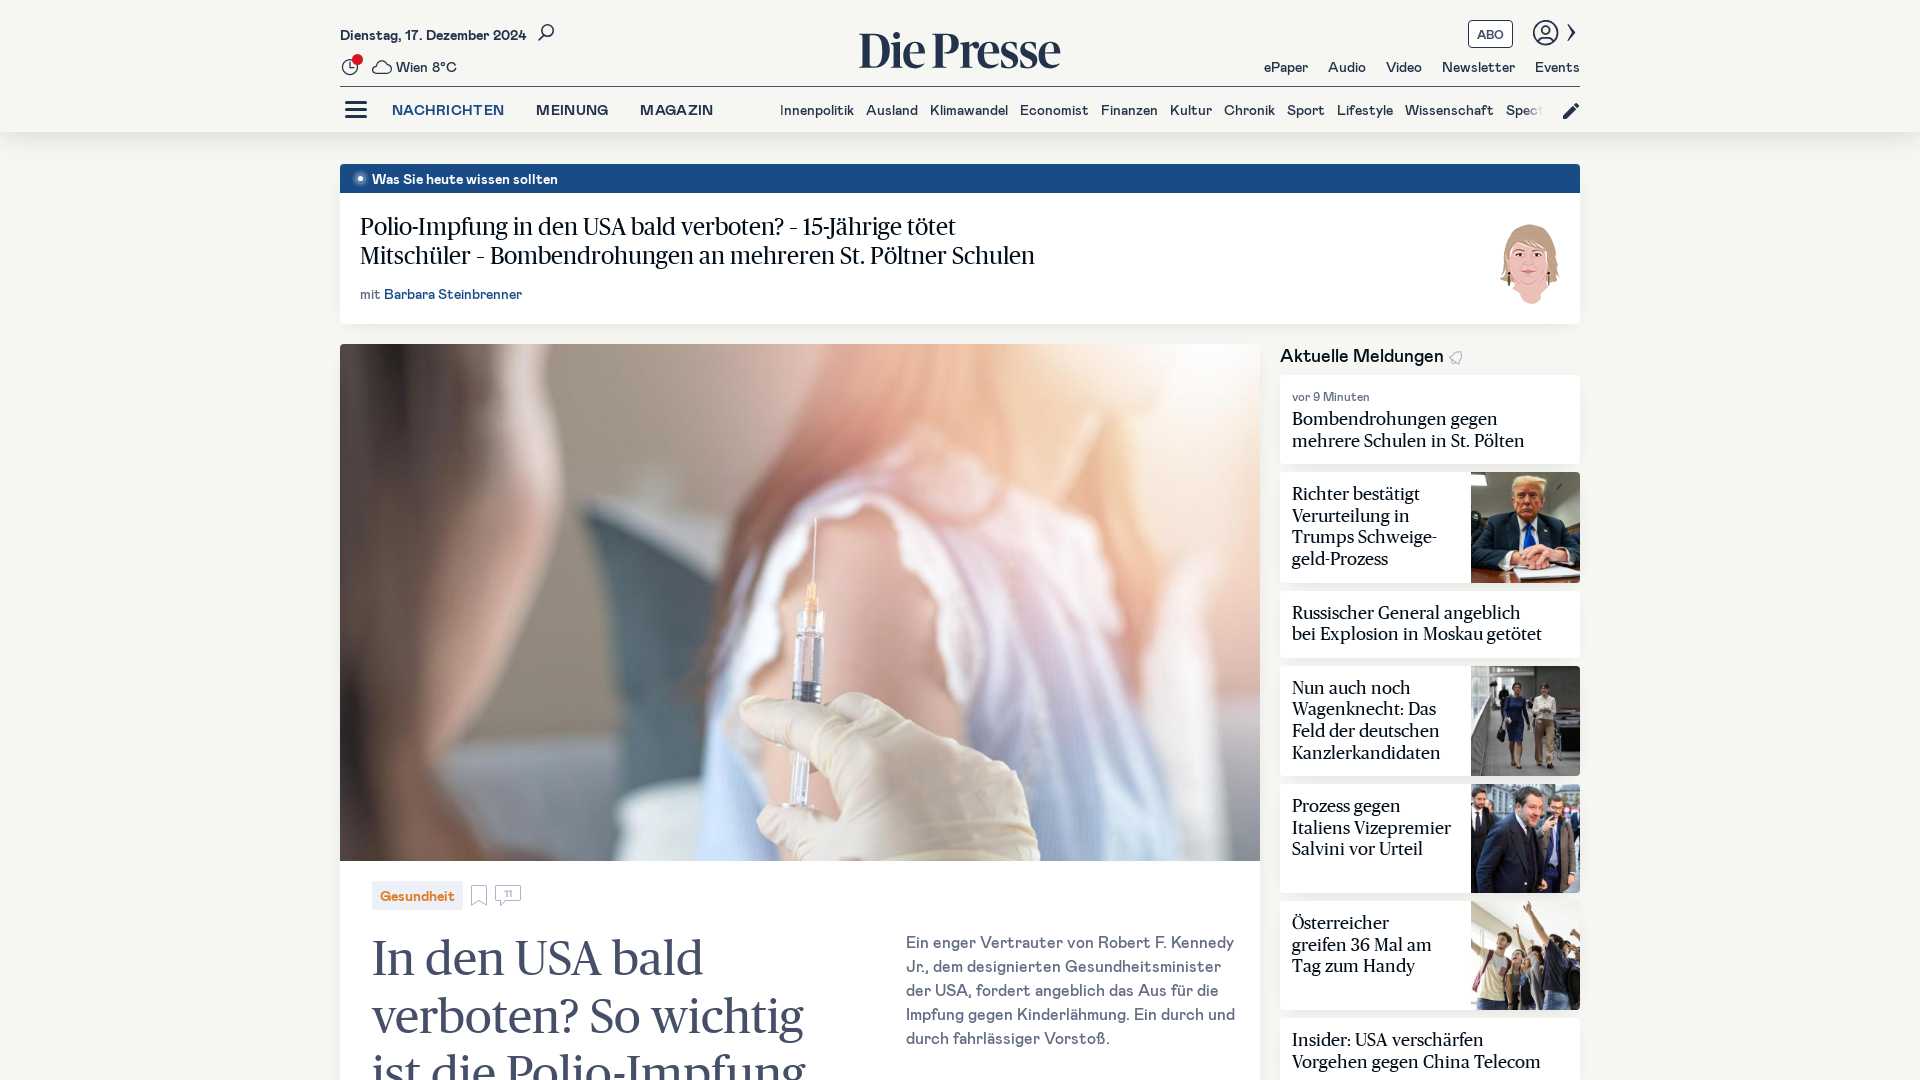 Dienstag, 17. Dezember 2024
Wien 8°C
Die Presse
ABO
ePaper
Audio
Video
Newsletter
Events
NACHRICHTEN
MEINUNG
MAGAZIN
Innenpolitik
Ausland
Klimawandel
Economist
Finanzen
Kultur
Chronik
Sport
Lifestyle
Wissenschaft
Spect
Was Sie heute wissen sollten
Polio-Impfung in den USA bald verboten? – 15-Jährige tötet
Mitschüler – Bombendrohungen an mehreren St. Pöltner Schulen
mit Barbara Steinbrenner
Gesundheit
11
In den USA bald
verboten? So wichtig
ist die Polio-Impfung
Ein enger Vertrauter von Robert F. Kennedy
Jr., dem designierten Gesundheitsminister
der USA, fordert angeblich das Aus für die
Impfung gegen Kinderlähmung. Ein durch und
durch fahrlässiger Vorstoß.
Aktuelle Meldungen
vor 9 Minuten
Bombendrohungen gegen
mehrere Schulen in St. Pölten
Richter bestätigt
Verurteilung in
Trumps Schweige-
geld-Prozess
Russischer General angeblich
bei Explosion in Moskau getötet
Nun auch noch
Wagenknecht: Das
Feld der deutschen
Kanzlerkandidaten
Prozess gegen
Italiens Vizepremier
Salvini vor Urteil
Österreicher
greifen 36 Mal am
Tag zum Handy
Insider: USA verschärfen
Vorgehen gegen China Telecom